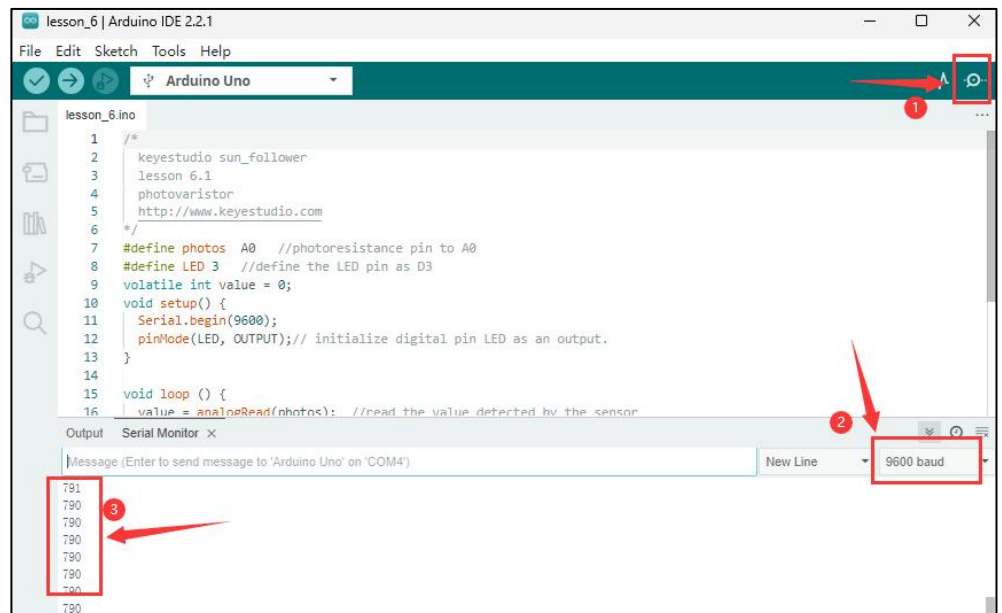 lesson_6 | Arduino IDE 2.2.1
File Edit Sketch Tools Help
Arduino Uno
1
lesson_6.ino
1 /*
2 keyestudio sun_follower
3 lesson 6.1
4 photovaristor
5 http://www.keyestudio.com
6 */
7 #define photos A0 //photoresistance pin to A0
8 #define LED 3 //define the LED pin as D3
9 volatile int value = 0;
10 void setup() {
11 Serial.begin(9600);
12 pinMode(LED, OUTPUT);// initialize digital pin LED as an output.
13 }
14
15 void loop () {
16 value = analogRead(photos); //read the value detected by the sensor
2
Output Serial Monitor ×
Message (Enter to send message to 'Arduino Uno' on 'COM4') New Line 9600 baud
791
790
3
790
790
790
790
790
790